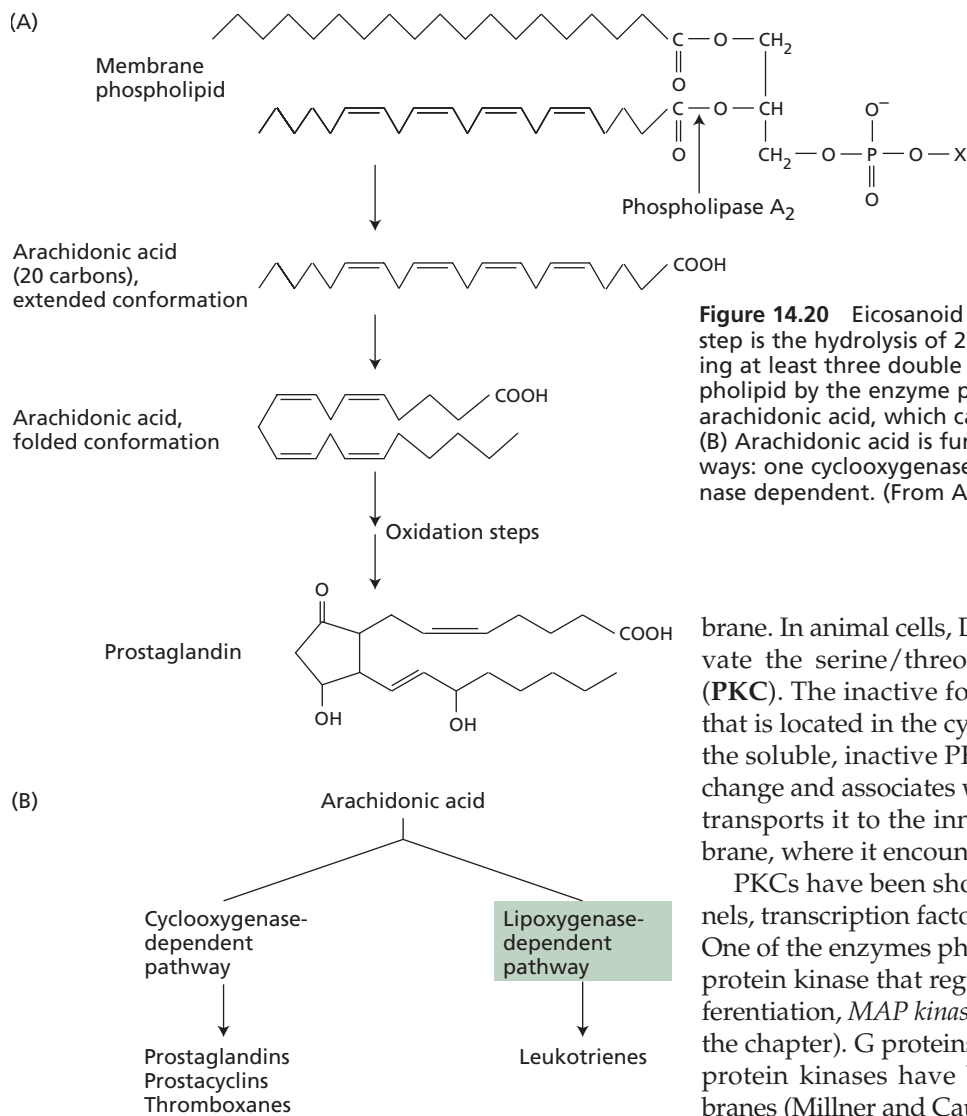 (A)
C — O — CH2
O
Membrane
phospholipid
C — O — CH
O
O–
CH2 — O — P — O — X
O
Phospholipase A2
Arachidonic acid
(20 carbons),
extended conformation
COOH
Figure 14.20 Eicosanoid
step is the hydrolysis of 2
ing at least three double
pholipid by the enzyme p
arachidonic acid, which ca
(B) Arachidonic acid is fur
ways: one cyclooxygenase
nase dependent. (From A
Arachidonic acid,
folded conformation
COOH
Oxidation steps
Prostaglandin
O
COOH
OH
OH
brane. In animal cells, D
vate the serine/threo
(PKC). The inactive fo
that is located in the cy
the soluble, inactive PK
change and associates w
transports it to the inn
brane, where it encoun
PKCs have been sho
nels, transcription facto
One of the enzymes ph
protein kinase that reg
ferentiation, MAP kinas
the chapter). G proteins
protein kinases have b
branes (Millner and Cau
(B)
Arachidonic acid
Cyclooxygenase-
dependent
pathway
Lipoxygenase-
dependent
pathway
Prostaglandins
Prostacyclins
Thromboxanes
Leukotrienes